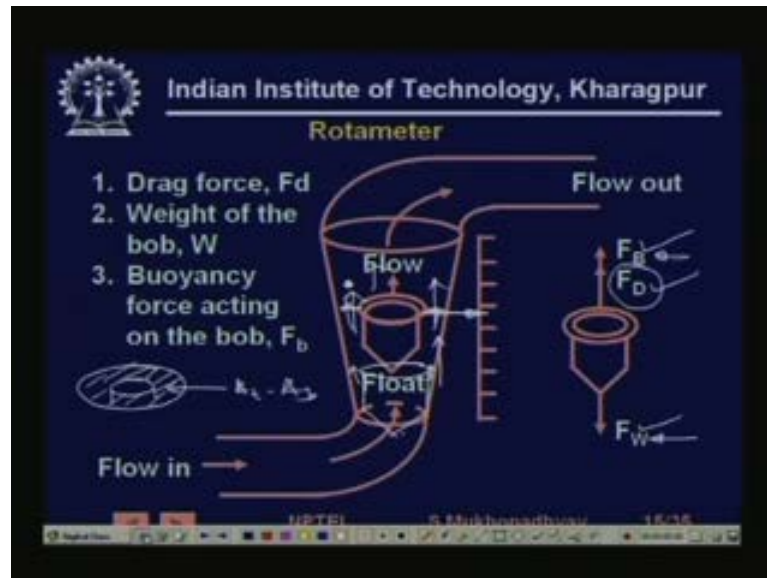 Indian Institute of Technology, Kharagpur
Rotameter
1. Drag force, Fd
2. Weight of the
bob, W
3. Buoyancy
force acting
on the bob, Fb
Flow out
Flow
Float
Flow in
FB
FD
FW
NPTEL S.Mukhopadhyay 15/35